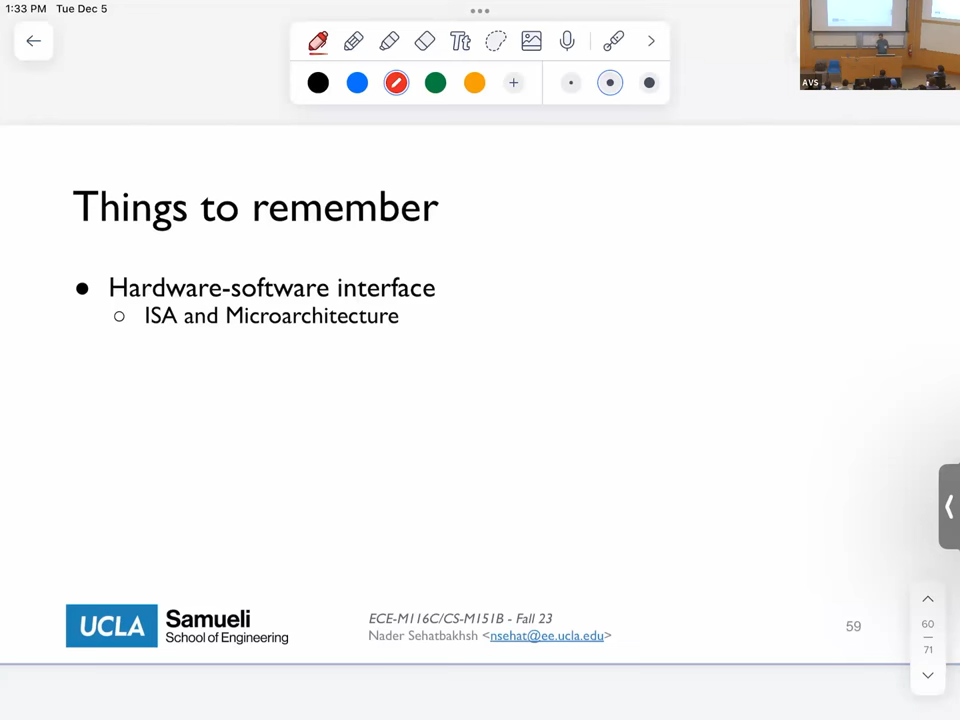 1:33 PM Tue Dec 5
Tt
AVS
Things to remember
● Hardware-software interface
○ ISA and Microarchitecture
UCLA Samueli
School of Engineering
ECE-M116C/CS-M151B - Fall 23
Nader Sehatbakhsh <nsehat@ee.ucla.edu>
59
60
71